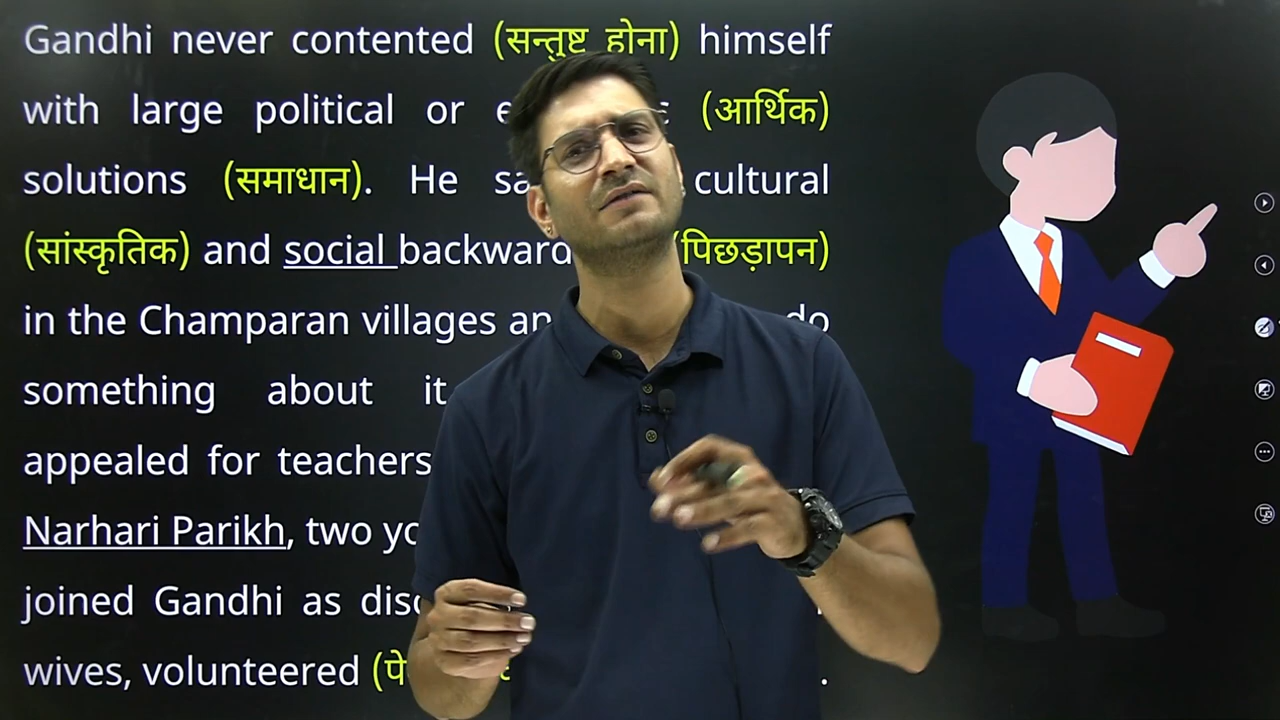 Gandhi never contented (सन्तुष्ट होना) himself
with large political or (आर्थिक)
solutions (समाधान). He cultural
(सांस्कृतिक) and social (पिछड़ापन)
in the Champaran villages do
something about it
appealed for teachers
Narhari Parikh, two
joined Gandhi as
wives, volunteered